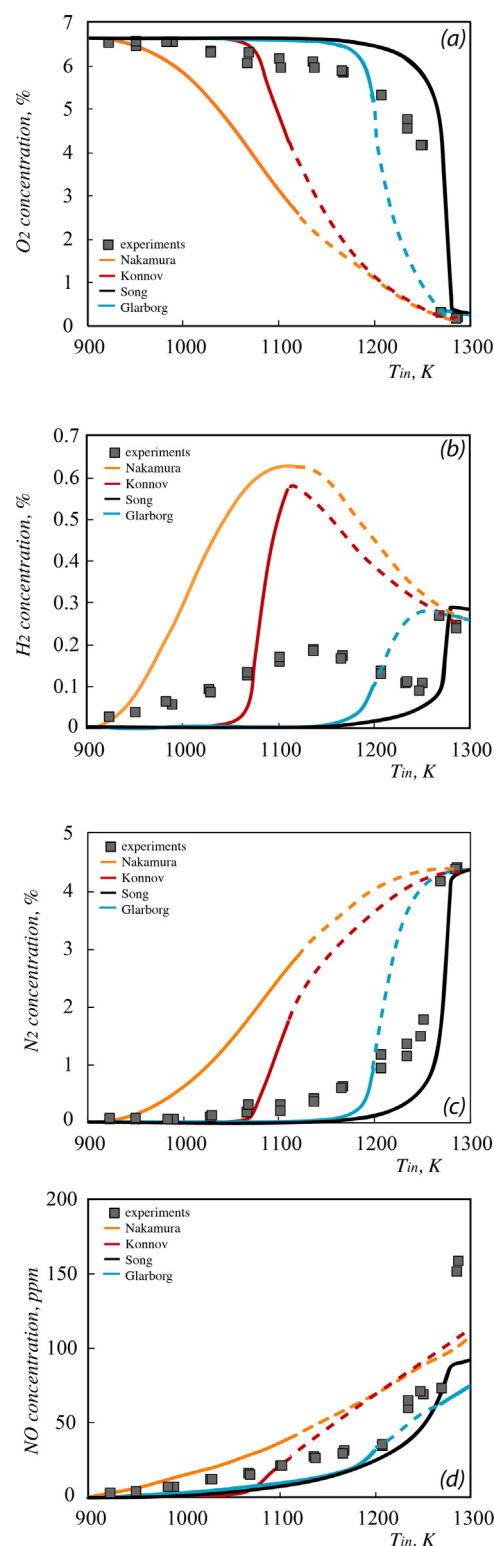 7
6
5
4
3
2
1
0
O2 concentration, %
(a)
experiments
Nakamura
Konnov
Song
Glarborg
900 1000 1100 1200 1300
Tin, K
0.7
0.6
0.5
0.4
0.3
0.2
0.1
0
H2 concentration, %
(b)
experiments
Nakamura
Konnov
Song
Glarborg
900 1000 1100 1200 1300
Tin, K
5
4
3
2
1
0
N2 concentration, %
experiments
Nakamura
Konnov
Song
Glarborg
(c)
900 1000 1100 1200 1300
Tin, K
200
150
100
50
0
NO concentration, ppm
experiments
Nakamura
Konnov
Song
Glarborg
(d)
900 1000 1100 1200 1300
Tin, K